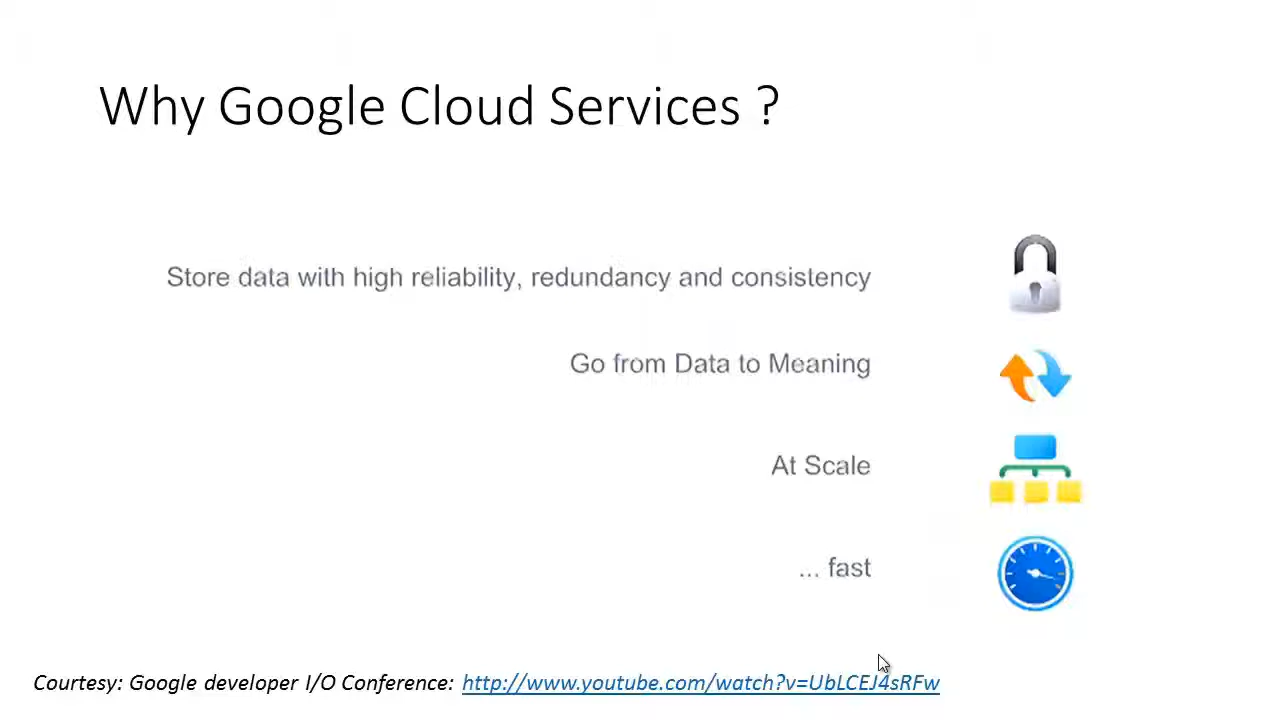 Why Google Cloud Services ?
Store data with high reliability, redundancy and consistency
Go from Data to Meaning
At Scale
... fast
Courtesy: Google developer I/O Conference: http://www.youtube.com/watch?v=UbLCEJ4sRFw